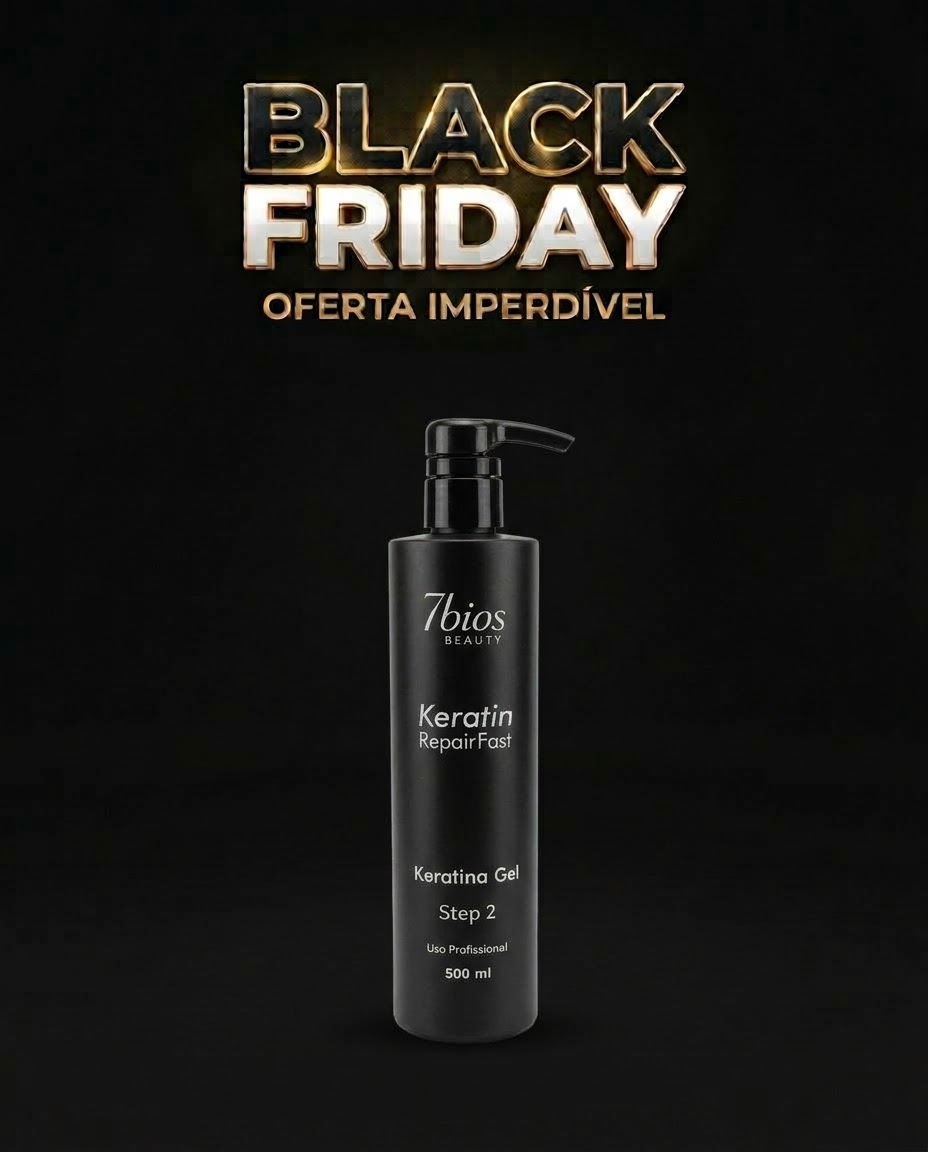 BLACK
FRIDAY
OFERTA IMPERDÍVEL
7bios
BEAUTY
Keratin
RepairFast
Keratina Gel
Step 2
Uso Profissional
500 ml